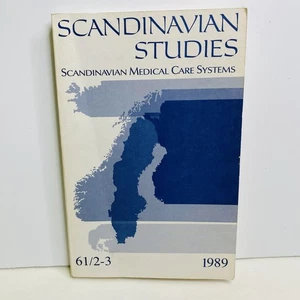 SCANDINAVIAN
STUDIES
SCANDINAVIAN MEDICAL CARE SYSTEMS
61/2-3 1989